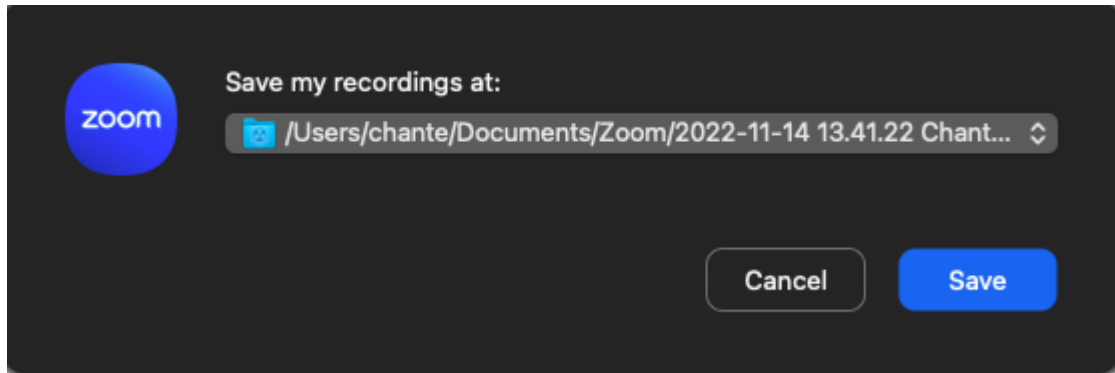 Save my recordings at:
zoom
/Users/chante/Documents/Zoom/2022-11-14 13.41.22 Chant...
Cancel
Save